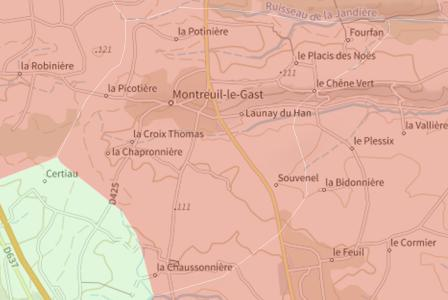 Ruisseau de la Jandière
la Potinière
Fourfan
.121
le Placis des Noës
la Robinière
.111
le Chêne Vert
la Picotière
Montreuil-le-Gast
Launay du Han
la Vallière
la Croix Thomas
le Plessix
la Chapronnière
Certiau
Souvenel
la Bidonnière
D425
.111
le Cormier
D637
le Feuil
la Chaussonnière